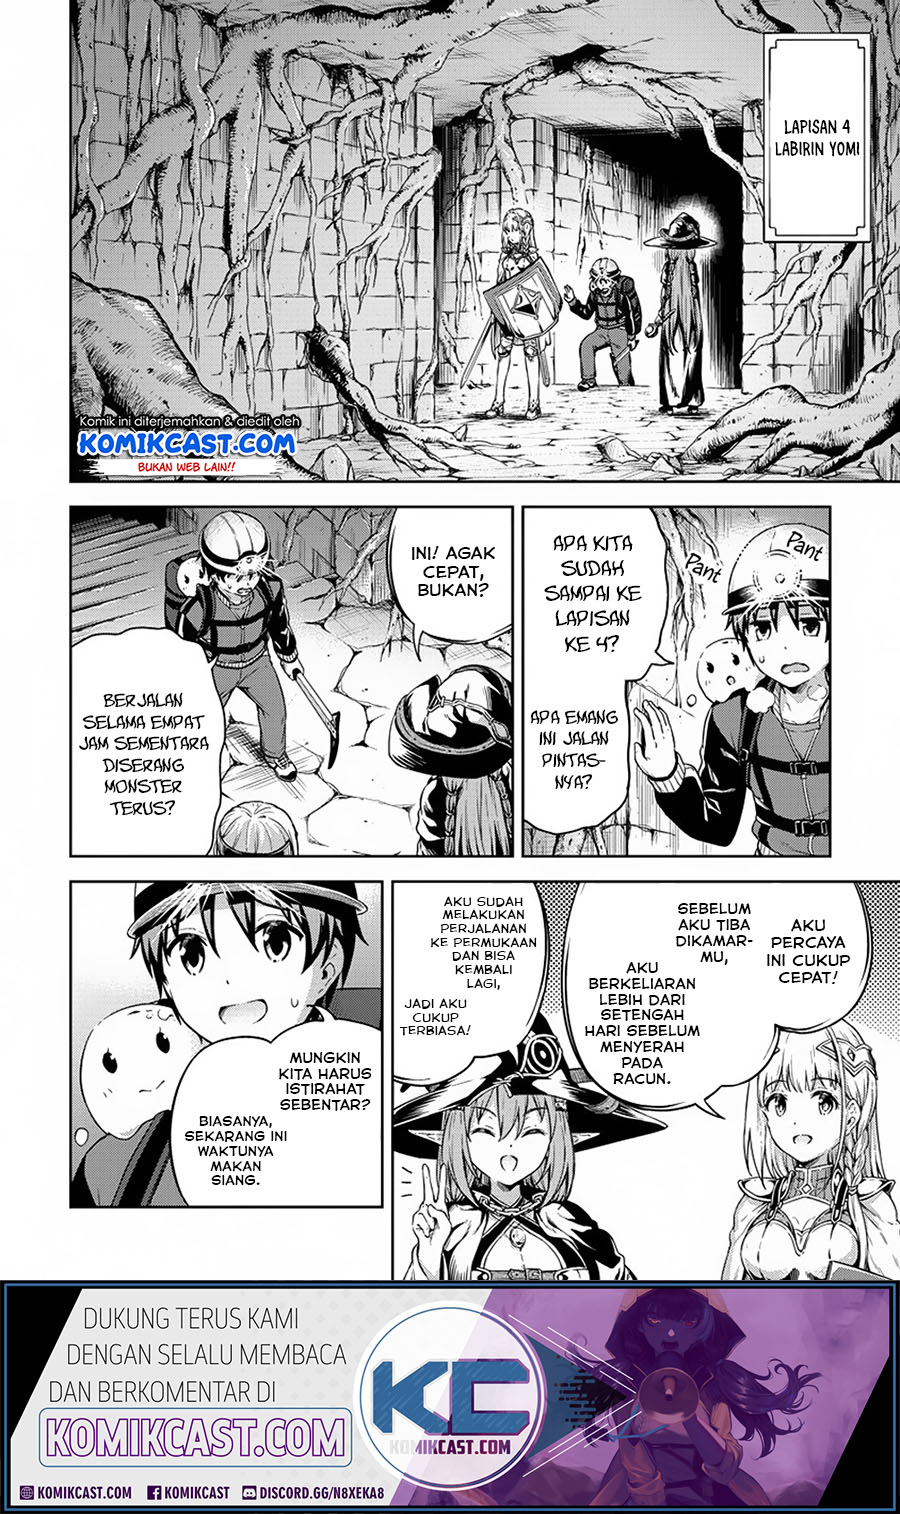 LAPISAN 4
LABIRIN YOMI
Komik ini diterjemahkan & diedit oleh
KOMIKCAST.COM
BUKAN WEB LAIN!!
Pant
Pant
APA KITA
SUDAH
SAMPAI KE
LAPISAN
KE 4?
APA EMANG
INI JALAN
PINTAS-
NYA?
INI! AGAK
CEPAT,
BUKAN?
BERJALAN
SELAMA EMPAT
JAM SEMENTARA
DISERANG
MONSTER
TERUS?
AKU
PERCAYA
INI CUKUP
CEPAT!
SEBELUM
AKU TIBA
DIKAMAR-
MU,
AKU
BERKELIARAN
LEBIH DARI
SETENGAH
HARI SEBELUM
MENYERAH
PADA
RACUN.
AKU SUDAH
MELAKUKAN
PERJALANAN
KE PERMUKAAN
DAN BISA
KEMBALI
LAGI,
JADI AKU
CUKUP
TERBIASA!
MUNGKIN
KITA HARUS
ISTIRAHAT
SEBENTAR?
BIASANYA,
SEKARANG INI
WAKTUNYA
MAKAN
SIANG.
DUKUNG TERUS KAMI
DENGAN SELALU MEMBACA
DAN BERKOMENTAR DI
KOMIKCAST.COM
KC
KOMIKCAST.COM
KOMIKCAST.COM KOMIKCAST DISCORD.GG/N8XEKA8